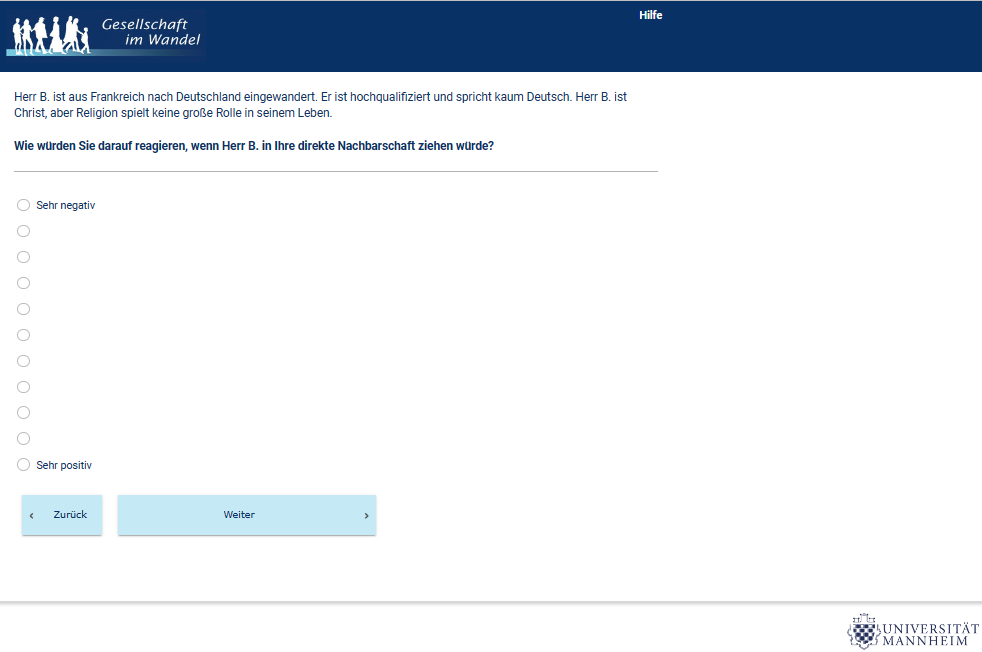 Gesellschaft
im Wandel
Hilfe
Herr B. ist aus Frankreich nach Deutschland eingewandert. Er ist hochqualifiziert und spricht kaum Deutsch. Herr B. ist
Christ, aber Religion spielt keine große Rolle in seinem Leben.
Wie würden Sie darauf reagieren, wenn Herr B. in Ihre direkte Nachbarschaft ziehen würde?
Sehr negativ
Sehr positiv
‹ Zurück
Weiter ›
UNIVERSITÄT
MANNHEIM